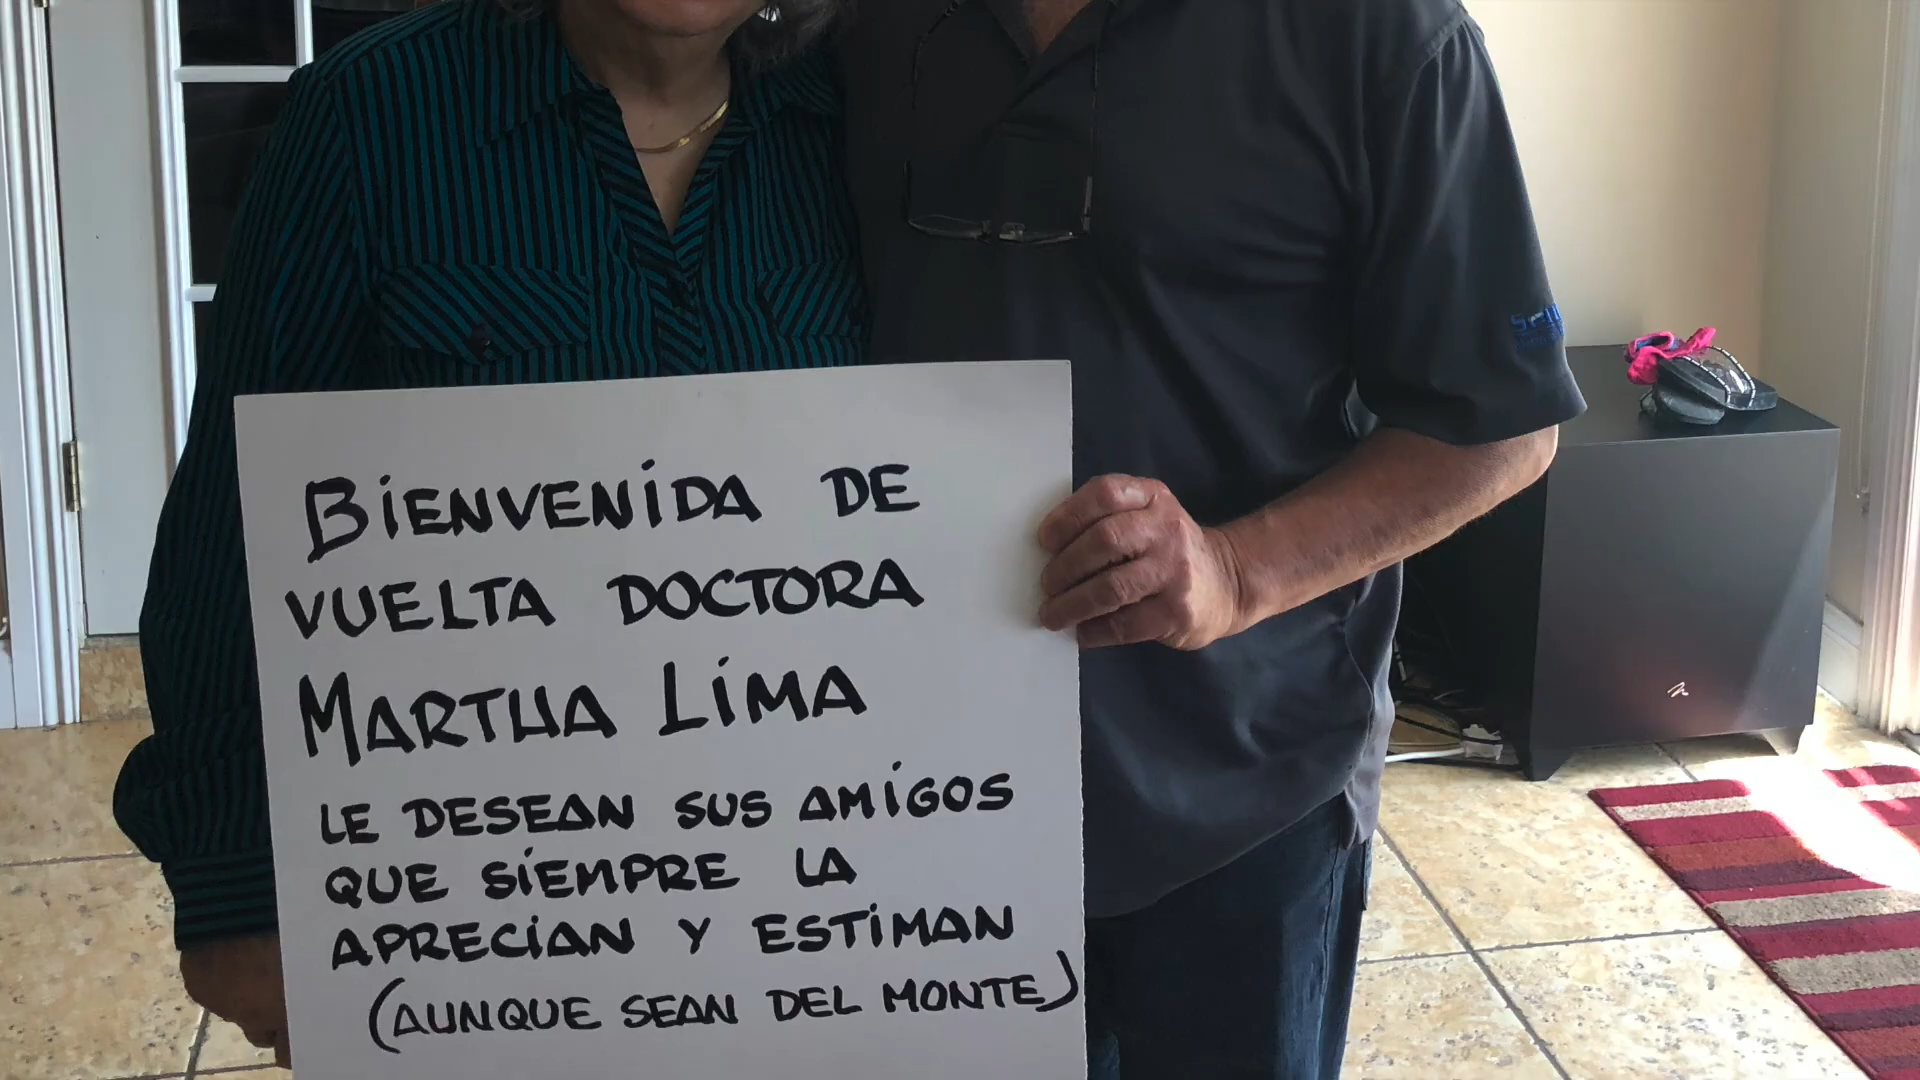 BIENVENIDA DE
VUELTA DOCTORA
MARTHA LIMA
LE DESEAN SUS AMIGOS
QUE SIEMPRE LA
APRECIAN Y ESTIMAN
(AUNQUE SEAN DEL MONTE)